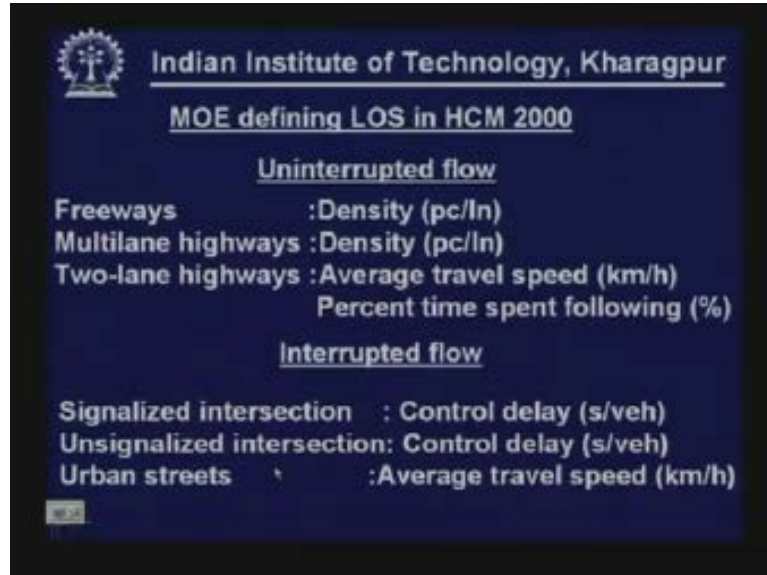 Indian Institute of Technology, Kharagpur
MOE defining LOS in HCM 2000
Uninterrupted flow
Freeways :Density (pc/ln)
Multilane highways :Density (pc/ln)
Two-lane highways :Average travel speed (km/h)
Percent time spent following (%)
Interrupted flow
Signalized intersection : Control delay (s/veh)
Unsignalized intersection: Control delay (s/veh)
Urban streets :Average travel speed (km/h)